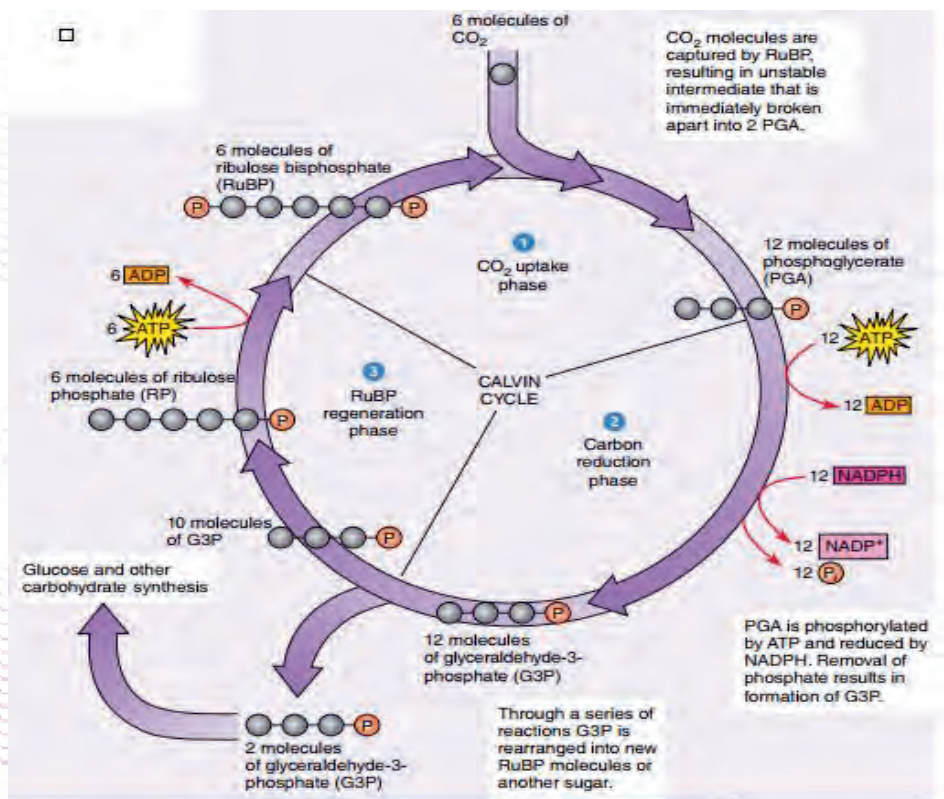 6 molecules of
CO2
CO2 molecules are
captured by RuBP,
resulting in unstable
intermediate that is
immediately broken
apart into 2 PGA.
6 molecules of
ribulose bisphosphate
(RuBP)
P
P
1
CO2 uptake
phase
12 molecules of
phosphoglycerate
(PGA)
P
6 ADP
6 ATP
12 ATP
12 ADP
6 molecules of ribulose
phosphate (RP)
P
3
RuBP
regeneration
phase
CALVIN
CYCLE
2
Carbon
reduction
phase
12 NADPH
12 NADP+
12 Pi
10 molecules
of G3P
P
Glucose and other
carbohydrate synthesis
P
12 molecules
of glyceraldehyde-3-
phosphate (G3P)
PGA is phosphorylated
by ATP and reduced by
NADPH. Removal of
phosphate results in
formation of G3P.
P
2 molecules
of glyceraldehyde-3-
phosphate (G3P)
Through a series of
reactions G3P is
rearranged into new
RuBP molecules or
another sugar.